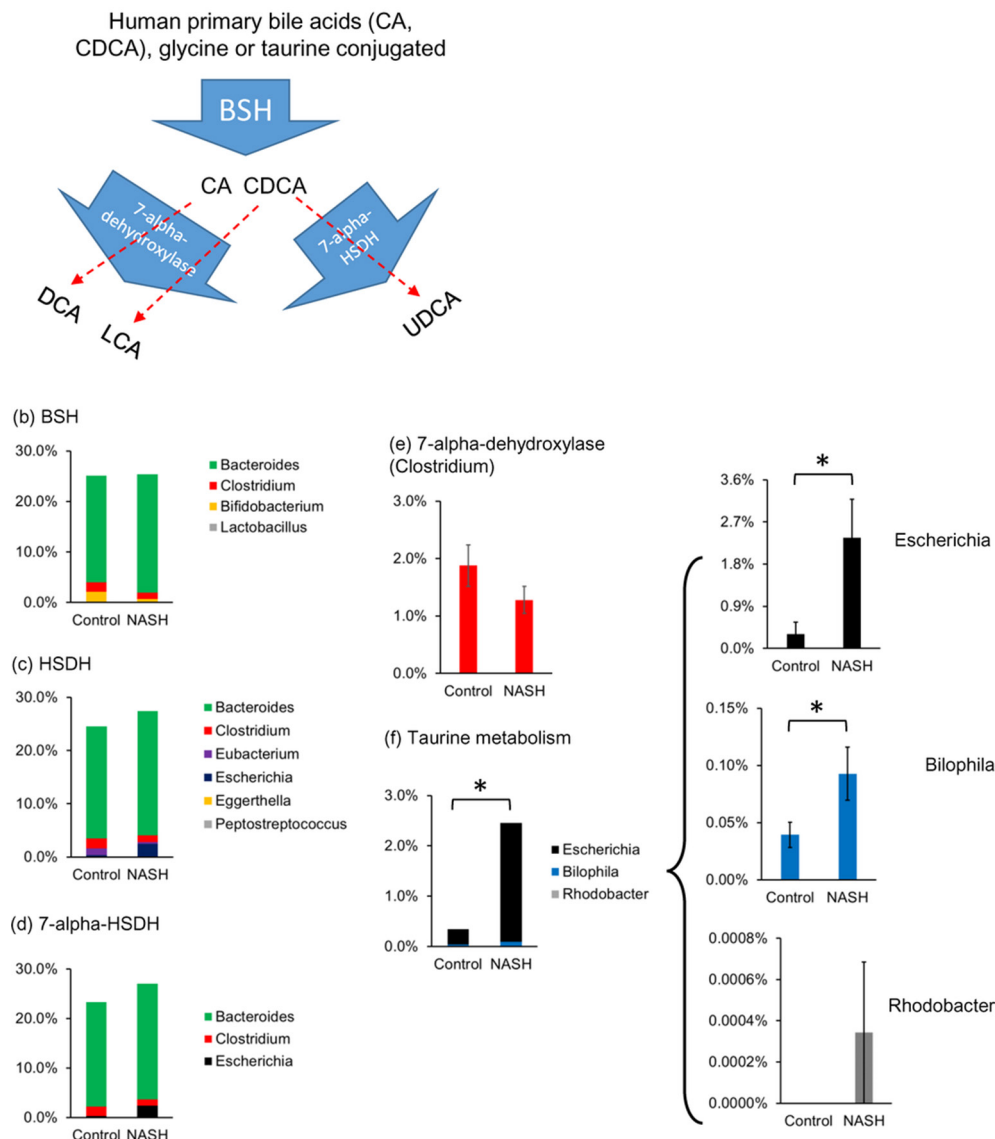 Human primary bile acids (CA,
CDCA), glycine or taurine conjugated
BSH
CA CDCA
7-alpha-
dehydroxylase
7-alpha-
HSDH
DCA
LCA
UDCA
(b) BSH
30.0%
20.0%
10.0%
0.0%
Control NASH
Bacteroides
Clostridium
Bifidobacterium
Lactobacillus
(c) HSDH
30.0%
20.0%
10.0%
0.0%
Control NASH
Bacteroides
Clostridium
Eubacterium
Escherichia
Eggerthella
Peptostreptococcus
(d) 7-alpha-HSDH
30.0%
20.0%
10.0%
0.0%
Control NASH
Bacteroides
Clostridium
Escherichia
(e) 7-alpha-dehydroxylase
(Clostridium)
3.0%
2.0%
1.0%
0.0%
Control NASH
(f) Taurine metabolism
3.0%
2.0%
1.0%
0.0%
*
Control NASH
Escherichia
Bilophila
Rhodobacter
3.6%
2.7%
1.8%
0.9%
0.0%
*
Control NASH
Escherichia
0.15%
0.10%
0.05%
0.00%
*
Control NASH
Bilophila
0.0008%
0.0006%
0.0004%
0.0002%
0.0000%
Control NASH
Rhodobacter